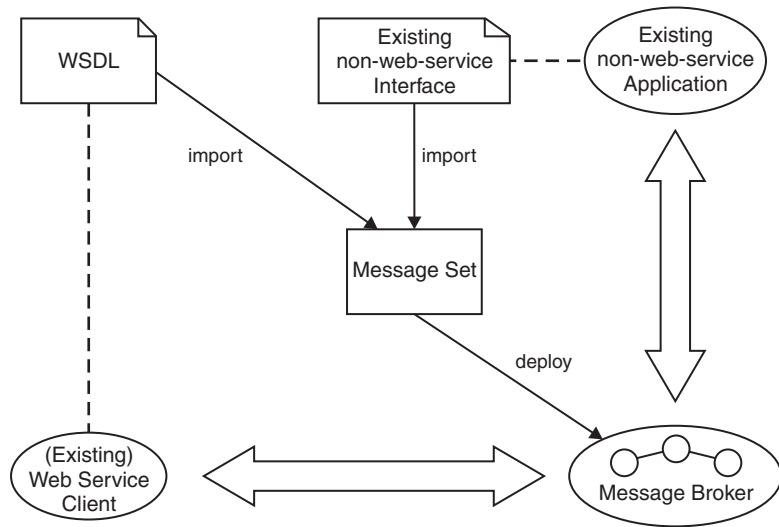 WSDL
Existing
non-web-service
Interface
Existing
non-web-service
Application
import
import
Message Set
deploy
(Existing)
Web Service
Client
Message Broker